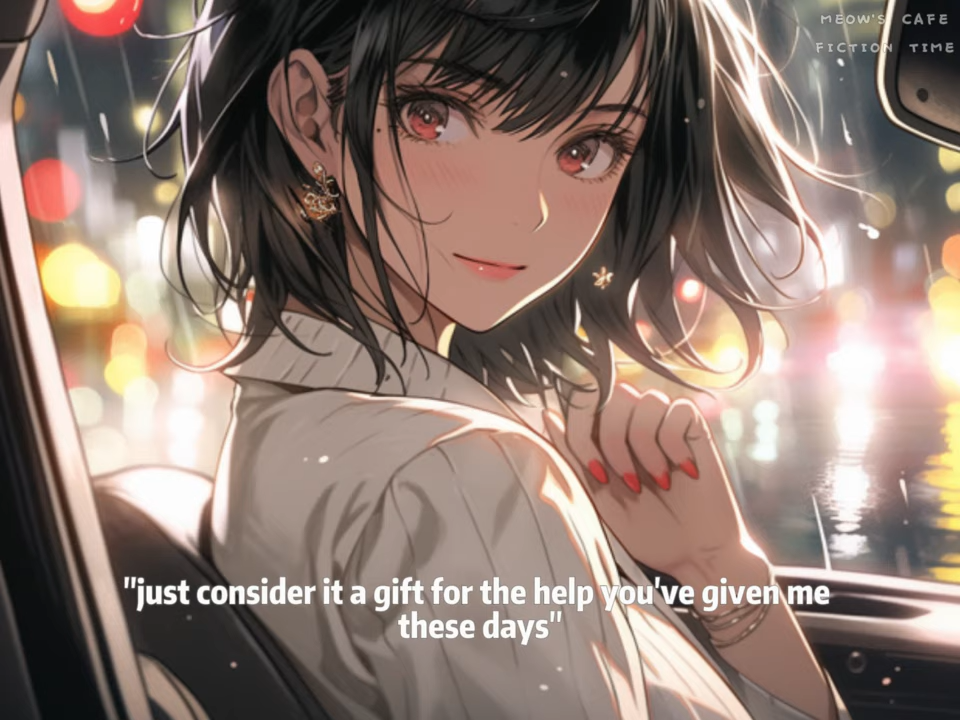 MEOW'S CAFE
FICTION TIME
"just consider it a gift for the help you've given me
these days"